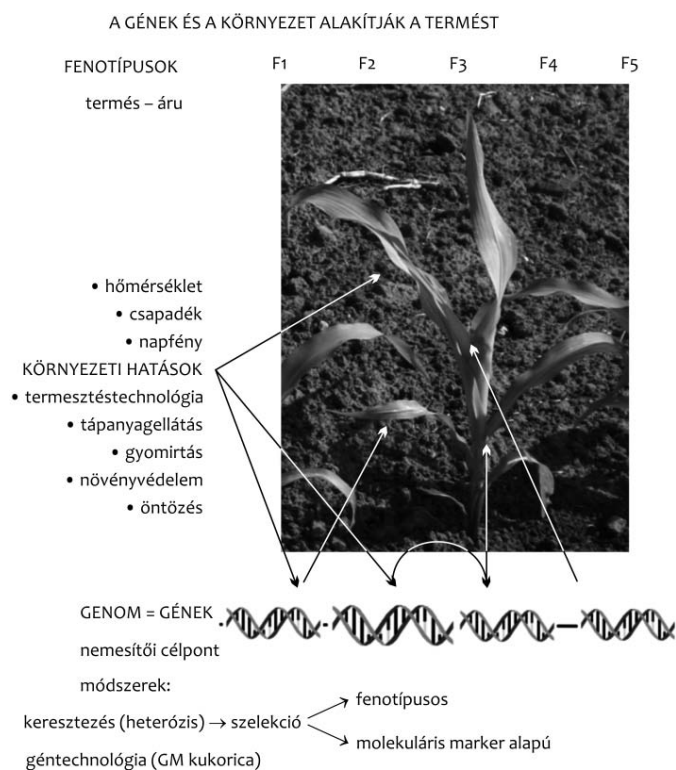 A GÉNEK ÉS A KÖRNYEZET ALAKÍTJÁK A TERMÉST
FENOTÍPUSOK F1 F2 F3 F4 F5
termés – áru
• hőmérséklet
• csapadék
• napfény
KÖRNYEZETI HATÁSOK
• termesztéstechnológia
• tápanyagellátás
• gyomirtás
• növényvédelem
• öntözés
GENOM = GÉNEK
nemesítői célpont
módszerek:
fenotípusos
keresztezés (heterózis) → szelekció
molekuláris marker alapú
géntechnológia (GM kukorica)